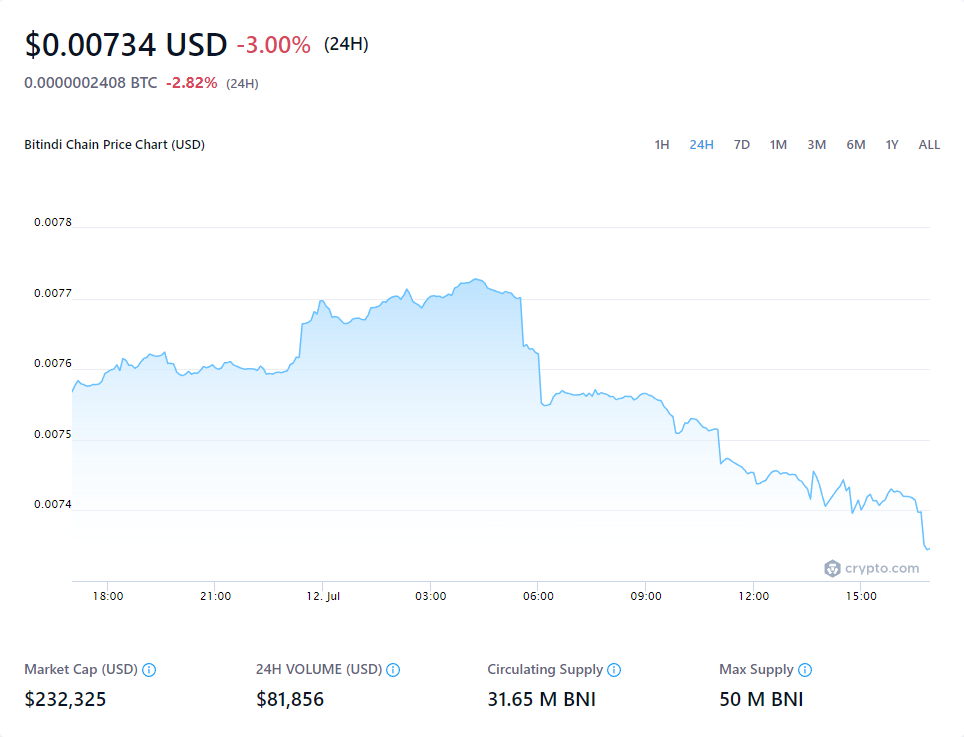 $0.00734 USD -3.00% (24H)
0.0000002408 BTC -2.82% (24H)
Bitindi Chain Price Chart (USD) 1H 24H 7D 1M 3M 6M 1Y ALL
0.0078
0.0077
0.0076
0.0075
0.0074
crypto.com
18:00 21:00 12. Jul 03:00 06:00 09:00 12:00 15:00
Market Cap (USD) 24H VOLUME (USD) Circulating Supply Max Supply
$232,325 $81,856 31.65 M BNI 50 M BNI